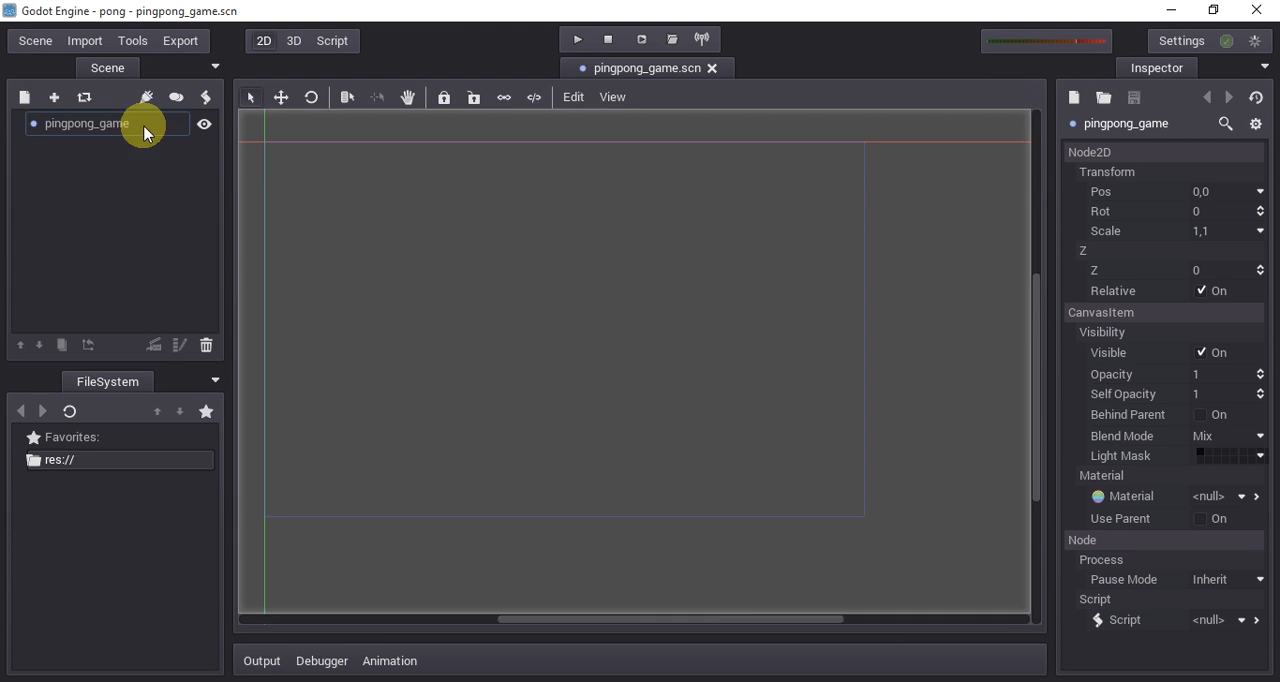 Godot Engine - pong - pingpong_game.scn
Scene Import Tools Export 2D 3D Script Settings
Scene pingpong_game.scn Inspector
Edit View
pingpong_game
pingpong_game
Node2D
Transform
Pos 0,0
Rot 0
Scale 1,1
Z
Z 0
Relative On
CanvasItem
Visibility
Visible On
Opacity 1
Self Opacity 1
Behind Parent On
Blend Mode Mix
Light Mask
Material
Material <null>
Use Parent On
Node
Process
Pause Mode Inherit
Script
Script <null>
FileSystem
Favorites:
res://
Output Debugger Animation